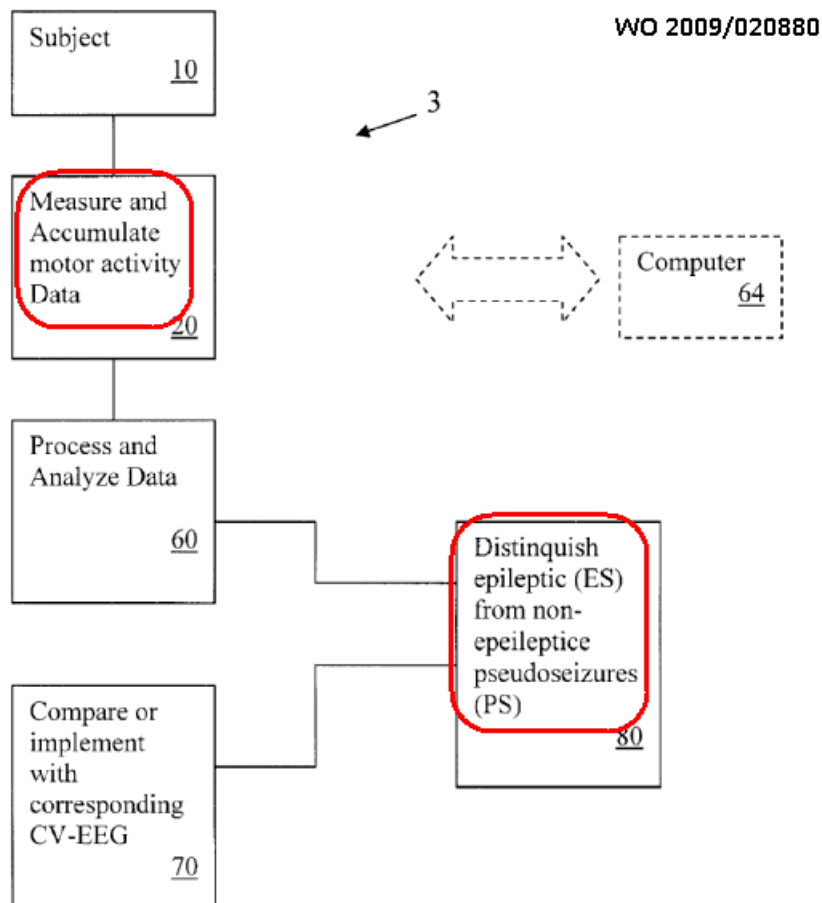 WO 2009/020880
Subject
10
3
Measure and
Accumulate
motor activity
Data
20
Computer
64
Process and
Analyze Data
60
Distinquish
epileptic (ES)
from non-
epeileptice
pseudoseizures
(PS)
80
Compare or
implement
with
corresponding
CV-EEG
70